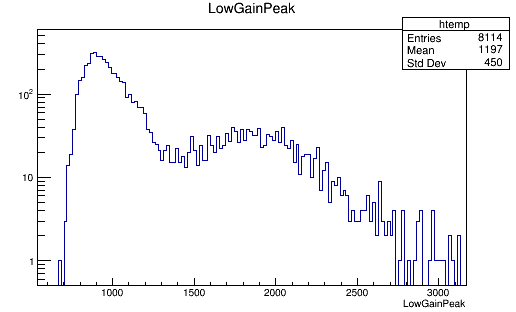 LowGainPeak
htemp
Entries 8114
Mean 1197
Std Dev 450
10²
10
1
1000 1500 2000 2500 3000
LowGainPeak